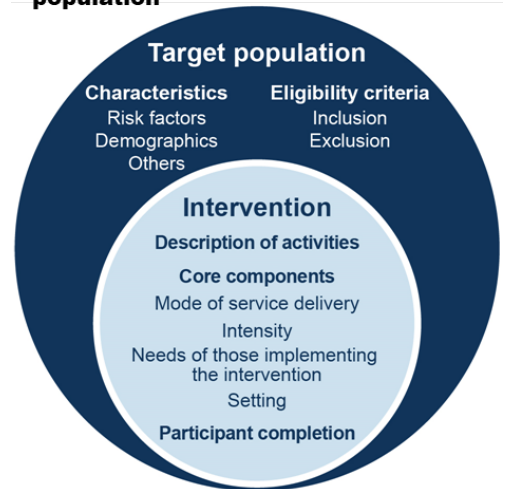 population
Target population
Characteristics
Risk factors
Demographics
Others
Eligibility criteria
Inclusion
Exclusion
Intervention
Description of activities
Core components
Mode of service delivery
Intensity
Needs of those implementing
the intervention
Setting
Participant completion